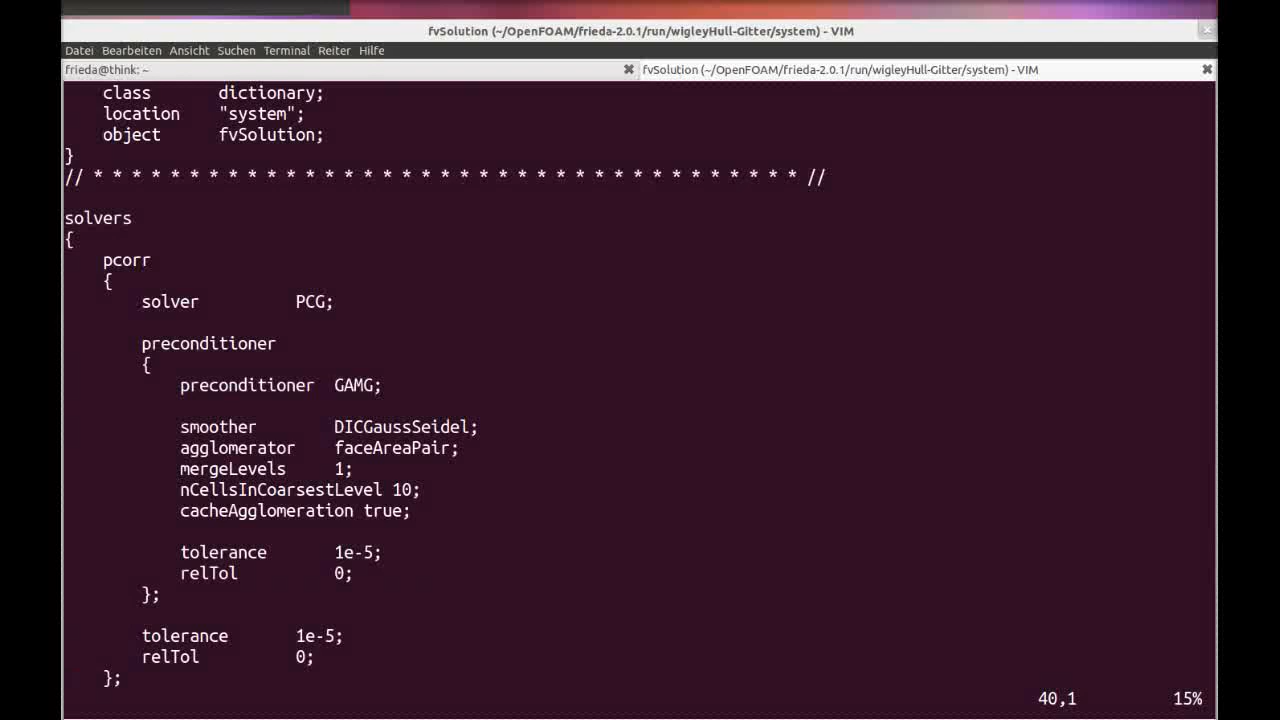 fvSolution (~/OpenFOAM/frieda-2.0.1/run/wigleyHull-Gitter/system) - VIM
Datei Bearbeiten Ansicht Suchen Terminal Reiter Hilfe
frieda@think: ~ fvSolution (~/OpenFOAM/frieda-2.0.1/run/wigleyHull-Gitter/system) - VIM
    class       dictionary;
    location    "system";
    object      fvSolution;
}
// * * * * * * * * * * * * * * * * * * * * * * * * * * * * * * * * * * * * * //
solvers
{
    pcorr
    {
        solver          PCG;
        preconditioner
        {
            preconditioner  GAMG;
            smoother        DICGaussSeidel;
            agglomerator    faceAreaPair;
            mergeLevels     1;
            nCellsInCoarsestLevel 10;
            cacheAgglomeration true;
            tolerance       1e-5;
            relTol          0;
        };
        tolerance       1e-5;
        relTol          0;
    };
40,1 15%